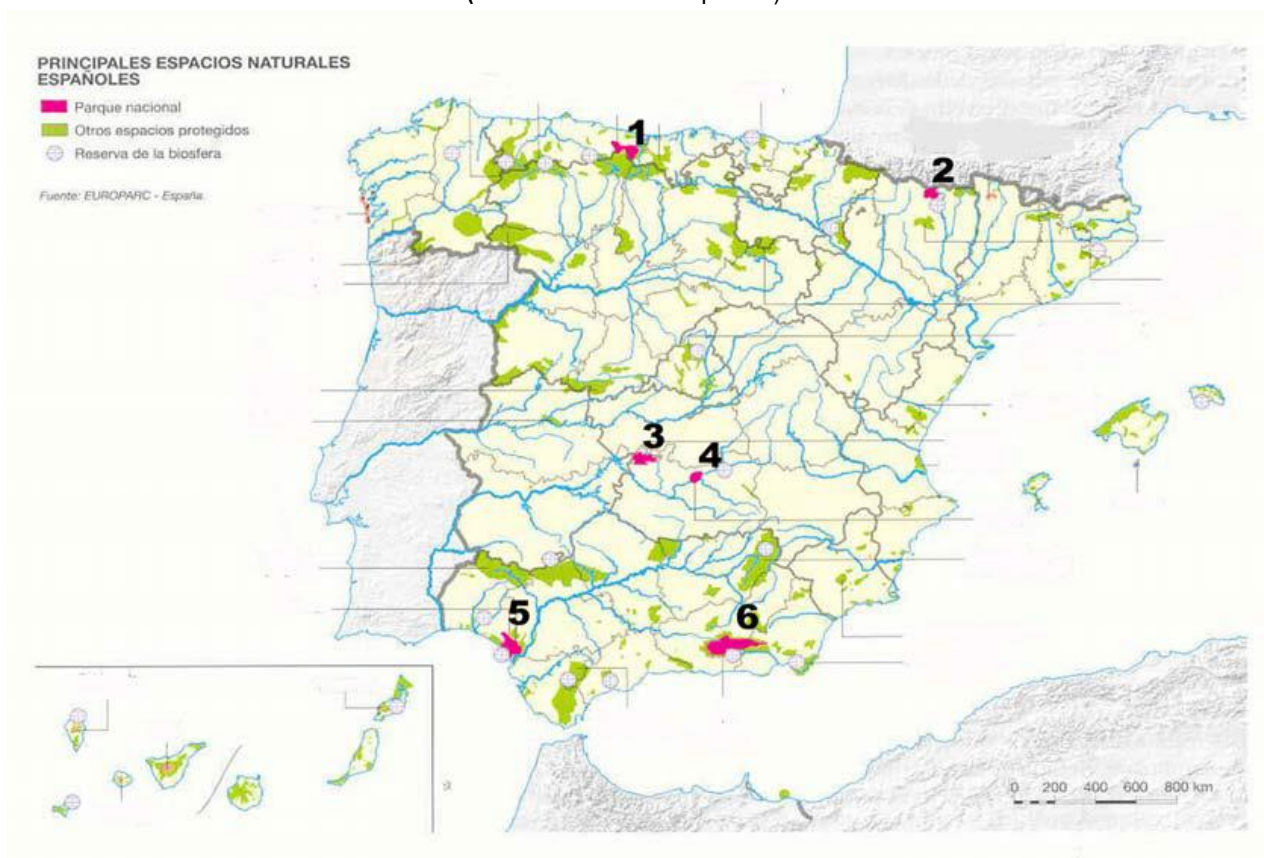 PRINCIPALES ESPACIOS NATURALES
ESPAÑOLES
Parque nacional
Otros espacios protegidos
Reserva de la biosfera
Fuente: EUROPARC - España.
1
2
3
4
5
6
0 200 400 600 800 km